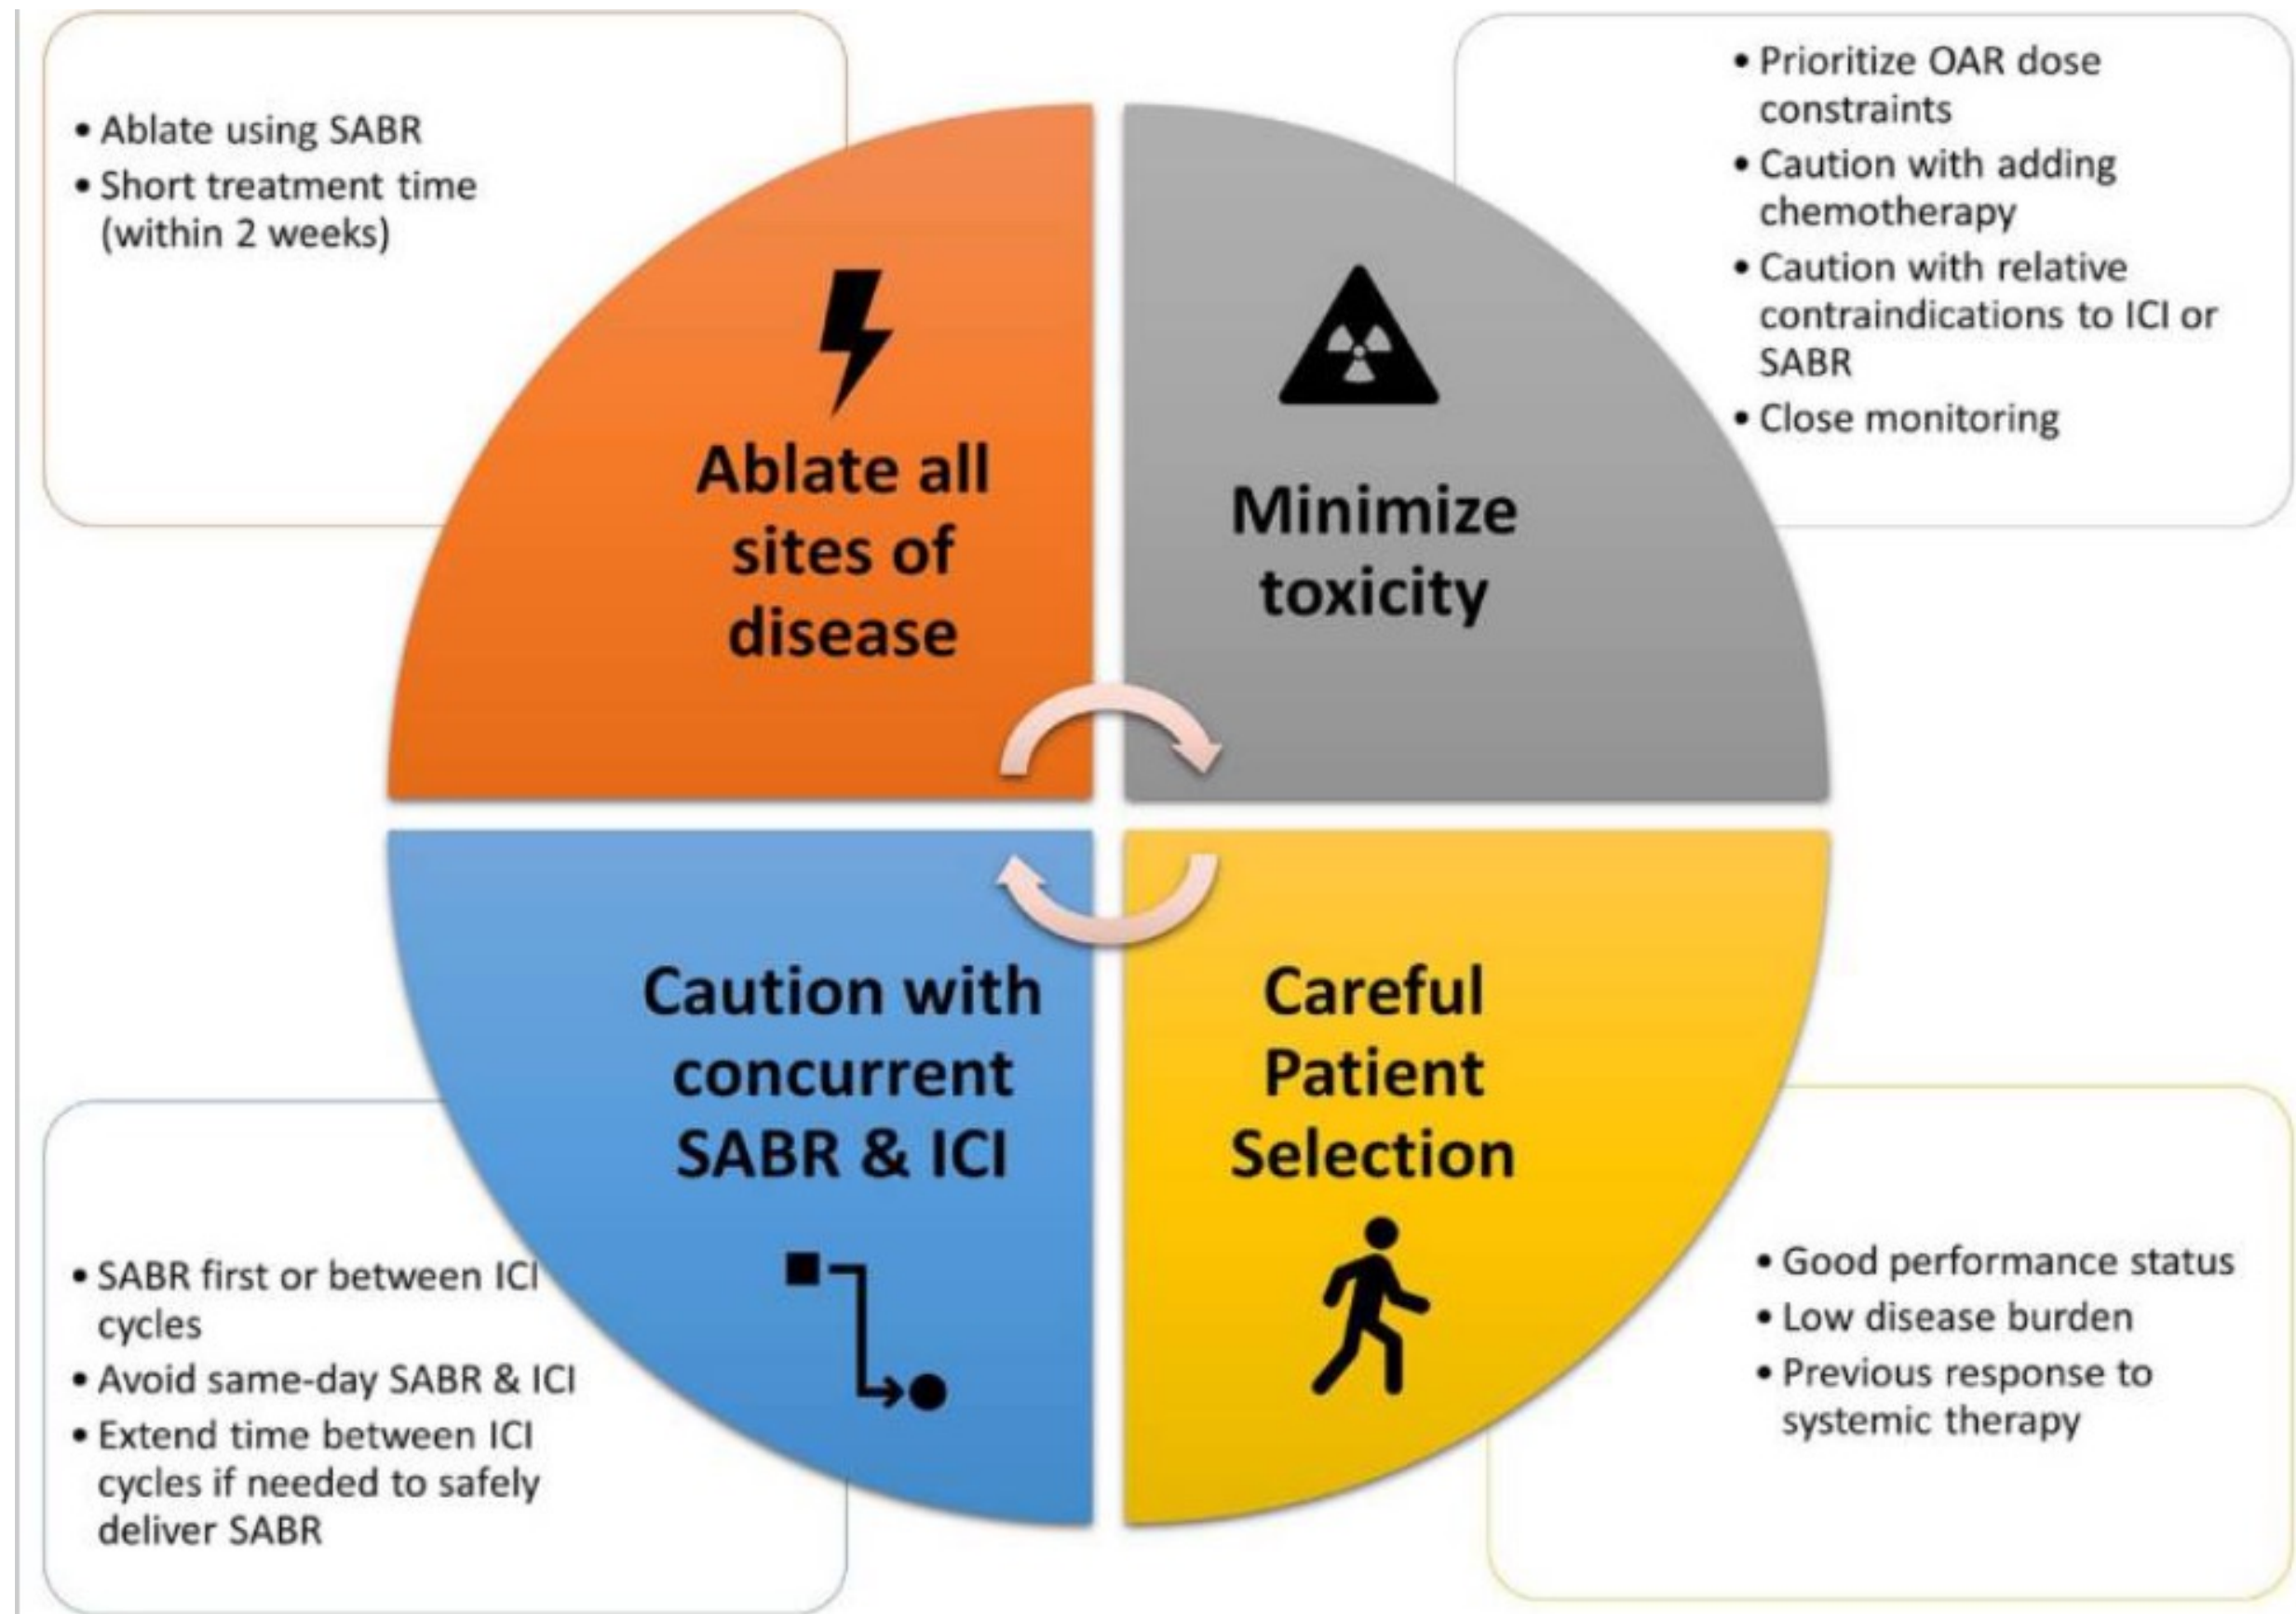 • Ablate using SABR
• Short treatment time
(within 2 weeks)
Ablate all
sites of
disease
• Prioritize OAR dose
constraints
• Caution with adding
chemotherapy
• Caution with relative
contraindications to ICI or
SABR
• Close monitoring
Minimize
toxicity
Caution with
concurrent
SABR & ICI
• SABR first or between ICI
cycles
• Avoid same-day SABR & ICI
• Extend time between ICI
cycles if needed to safely
deliver SABR
Careful
Patient
Selection
• Good performance status
• Low disease burden
• Previous response to
systemic therapy